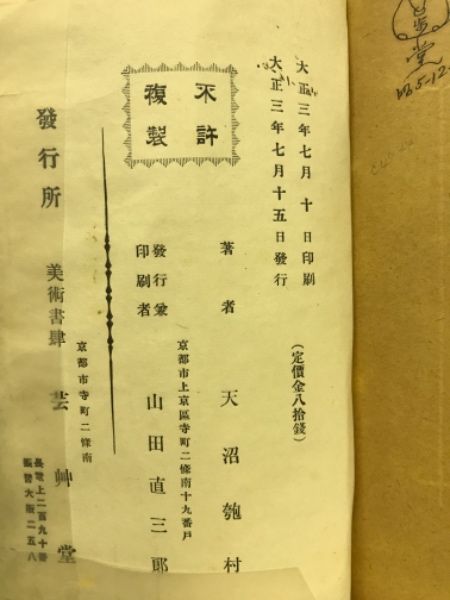 大正三年七月十日印刷
大正三年七月十五日發行
(定價金八拾錢)
不許
複製
著者 天沼匏村
京都市上京區寺町二條南十九番戶
發行兼
印刷者 山田直三郎
京都市寺町二條南
發行所 美術書肆 芸艸堂
長電上二百九十番
振替大阪二五八